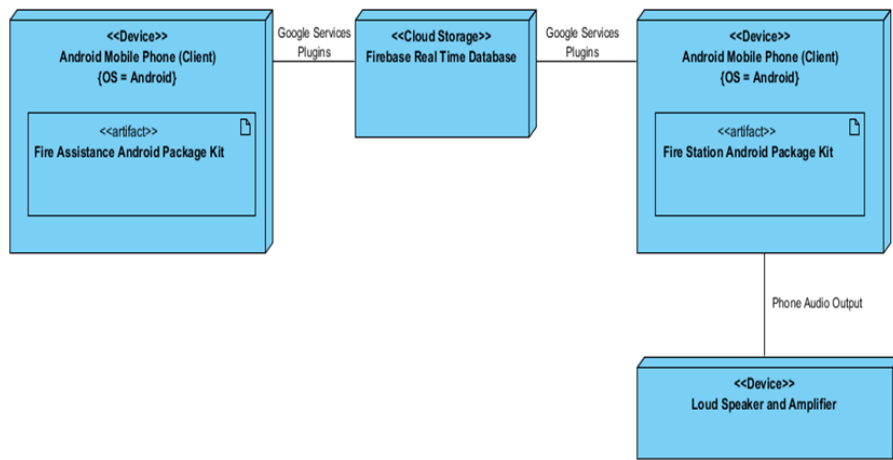 <<Device>>
Android Mobile Phone (Client)
{OS = Android}
<<artifact>>
Fire Assistance Android Package Kit
Google Services
Plugins
<<Cloud Storage>>
Firebase Real Time Database
Google Services
Plugins
<<Device>>
Android Mobile Phone (Client)
{OS = Android}
<<artifact>>
Fire Station Android Package Kit
Phone Audio Output
<<Device>>
Loud Speaker and Amplifier